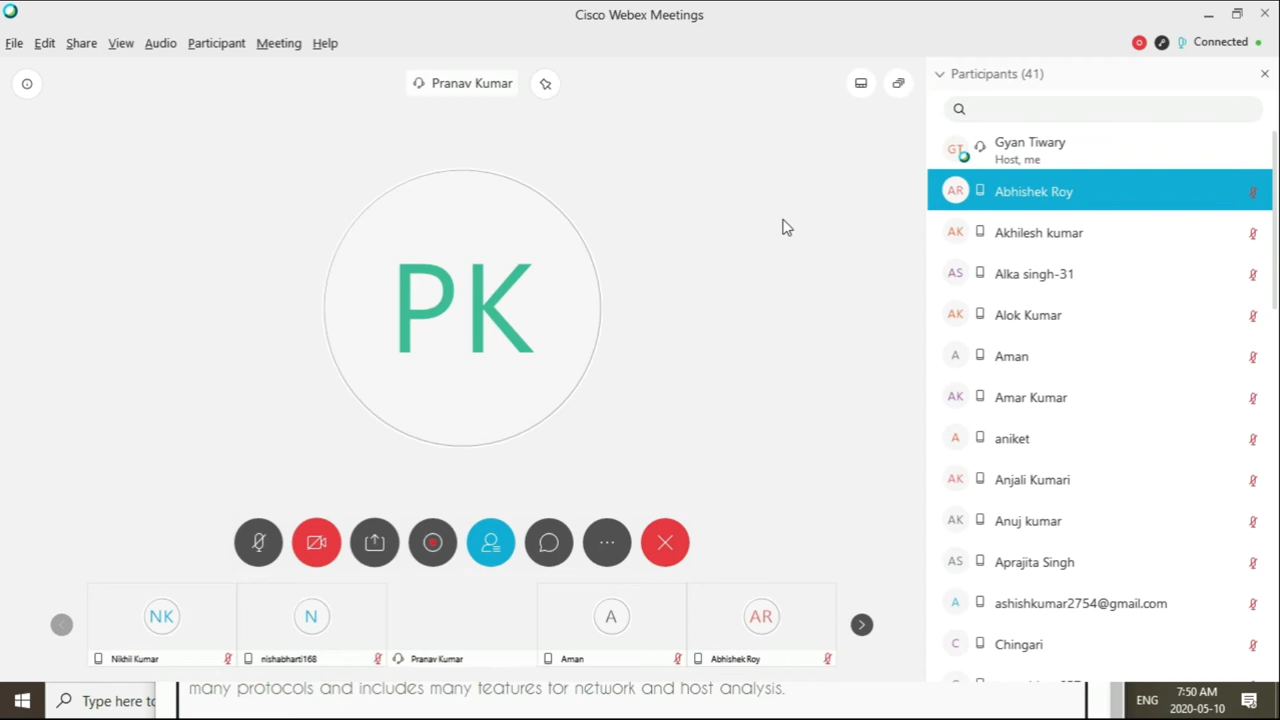 Cisco Webex Meetings
File Edit Share View Audio Participant Meeting Help
Connected
Pranav Kumar
Participants (41)
PK
GT Gyan Tiwary
Host, me
AR Abhishek Roy
AK Akhilesh kumar
AS Alka singh-31
AK Alok Kumar
A Aman
AK Amar Kumar
A aniket
AK Anjali Kumari
AK Anuj kumar
AS Aprajita Singh
A ashishkumar2754@gmail.com
C Chingari
NK N A AR
Nikhil Kumar nishabharti168 Pranav Kumar Aman Abhishek Roy
many protocols and includes many features for network and host analysis.
Type here to
ENG
7:50 AM
2020-05-10